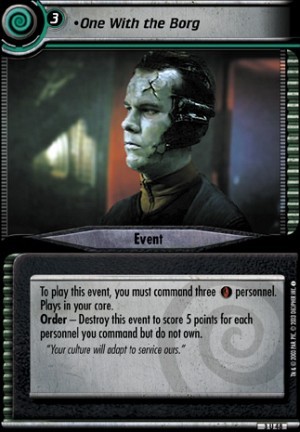 3
•One With the Borg
Event
To play this event, you must command three personnel.
Plays in your core.
Order – Destroy this event to score 5 points for each
personnel you command but do not own.
"Your culture will adapt to service ours."
3 U 48